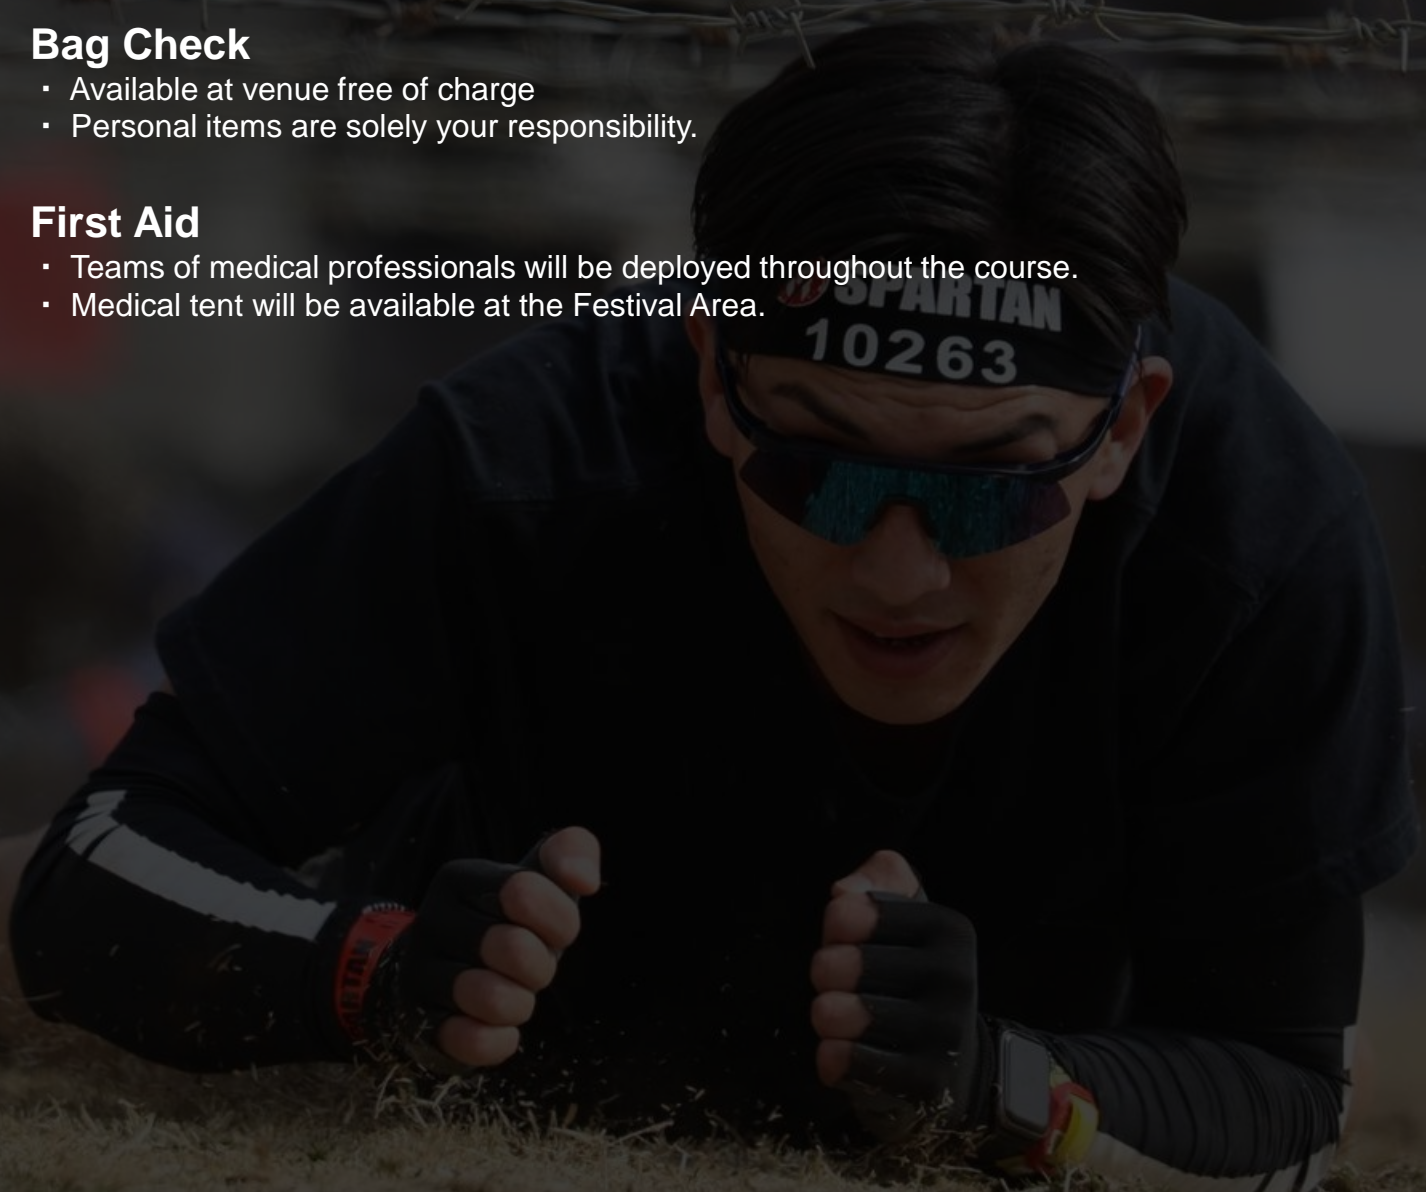 Bag Check
· Available at venue free of charge
· Personal items are solely your responsibility.
First Aid
· Teams of medical professionals will be deployed throughout the course.
· Medical tent will be available at the Festival Area.
SPARTAN
10263